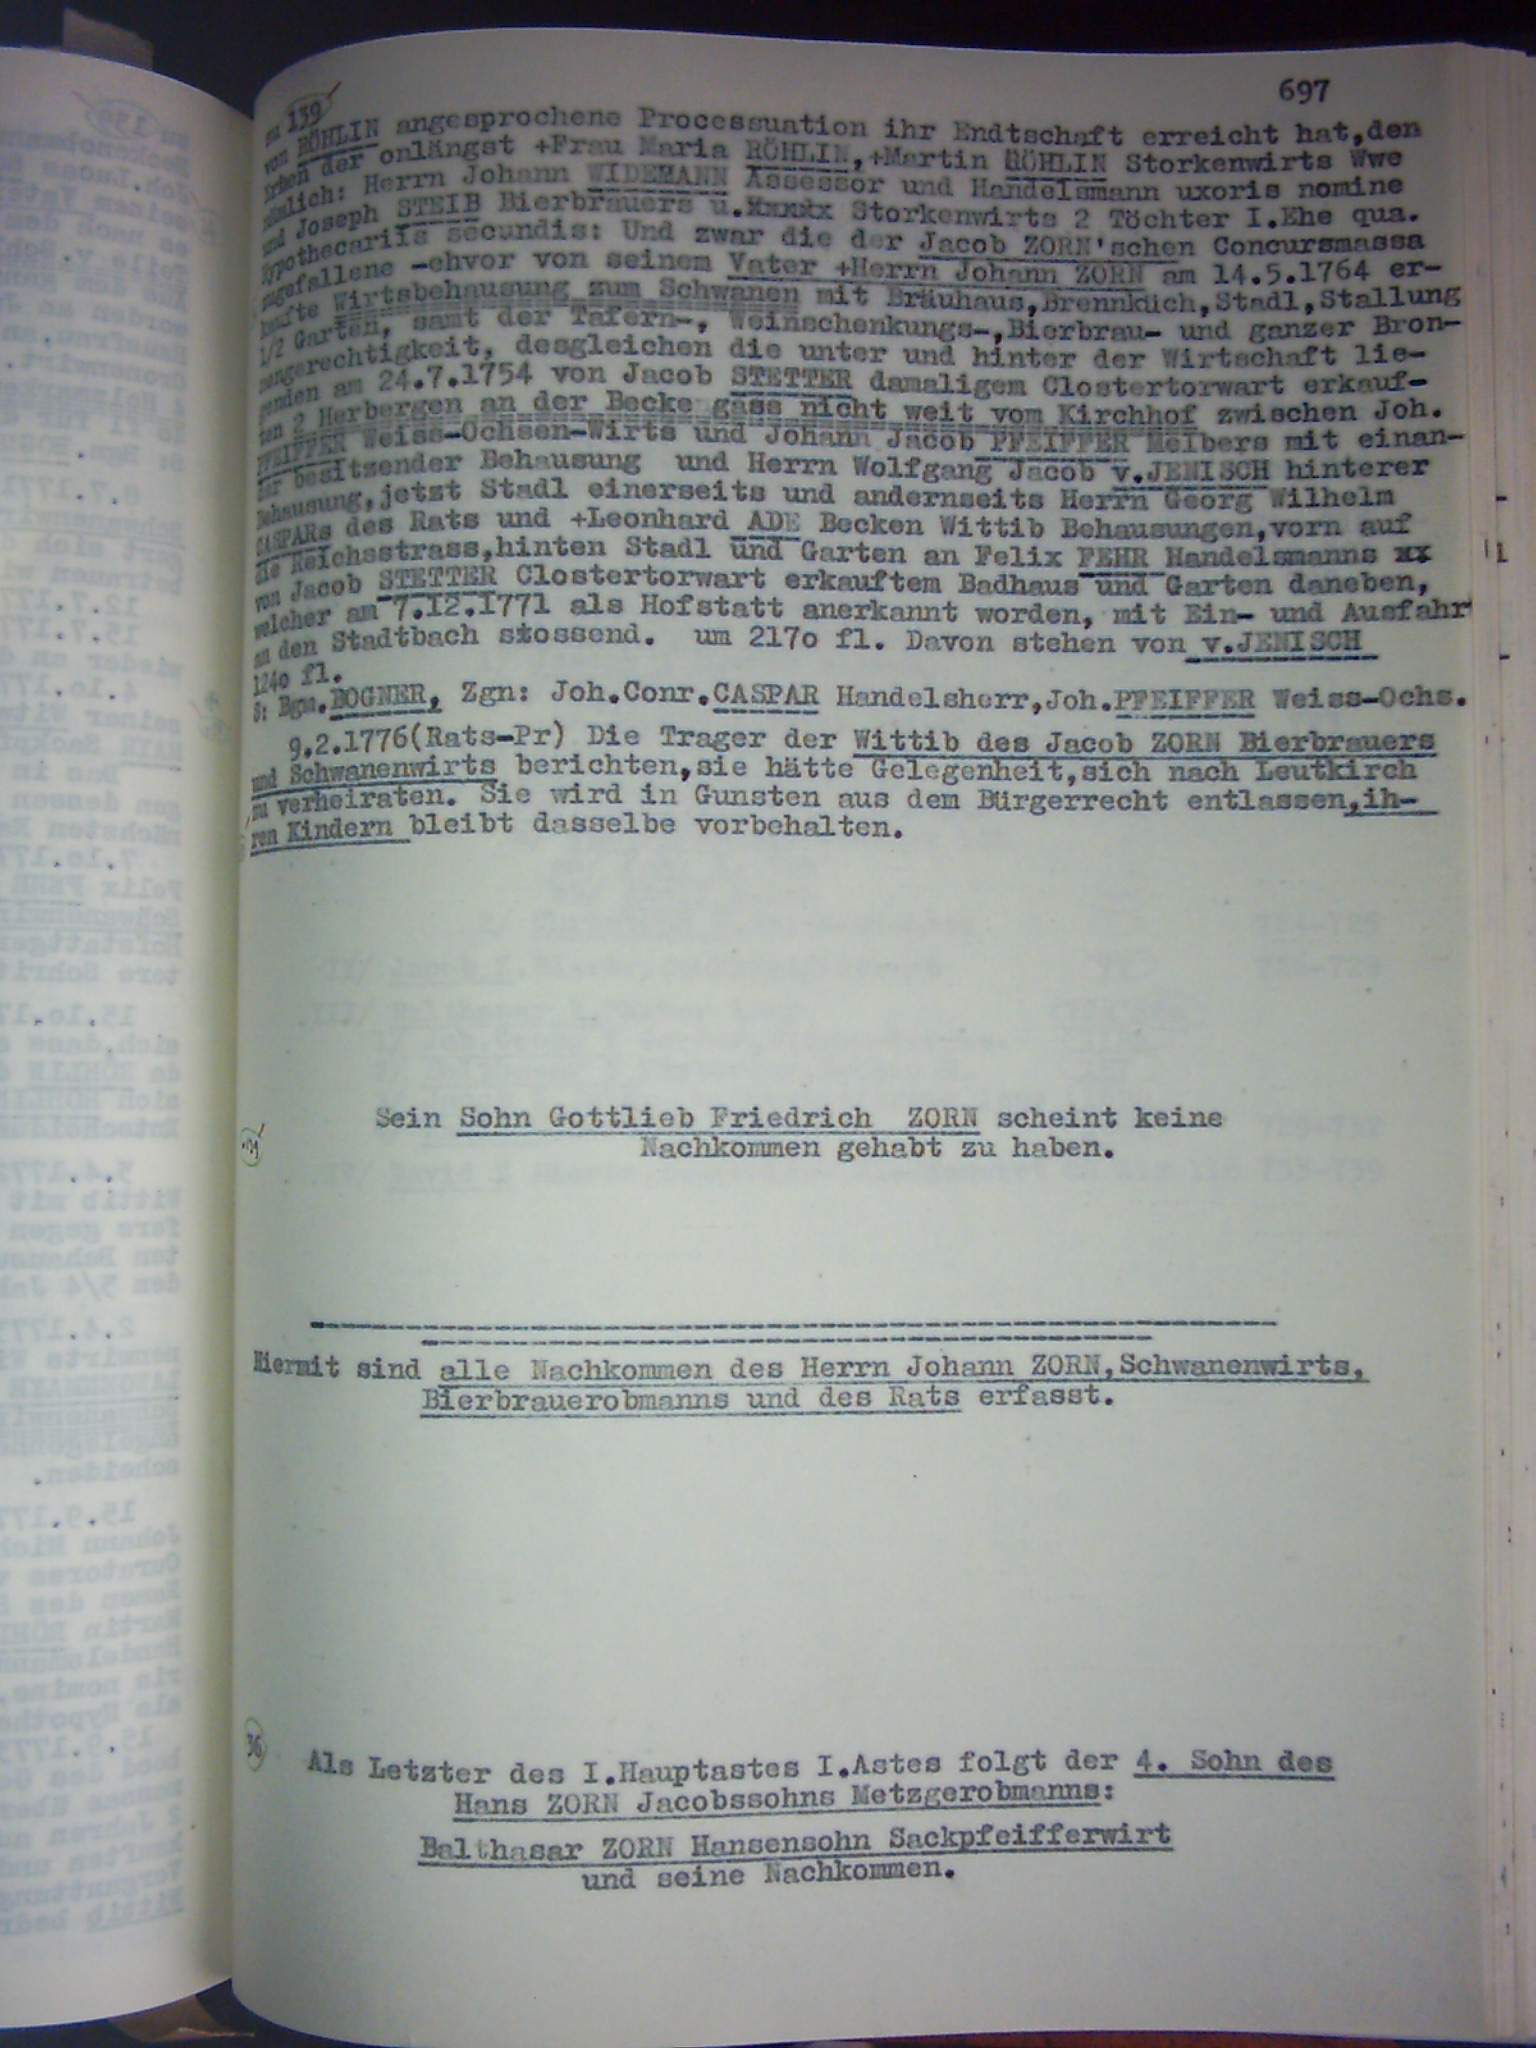 697
zu 139
von RÖHLIN angesprochene Processuation ihr Endtschaft erreicht hat,den
Erben der onlängst +Frau Maria RÖHLIN,+Martin RÖHLIN Storkenwirts Wwe
nämlich: Herrn Johann WIDEMANN Assessor und Handelsmann uxoris nomine
und Joseph STEIB Bierbrauers u. Storkenwirts 2 Töchter I.Ehe qua.
Hypothecariis secundis: Und zwar die der Jacob ZORN'schen Concursmassa
zugefallene -ehvor von seinem Vater +Herrn Johann ZORN am 14.5.1764 er-
kaufte Wirtsbehausung zum Schwanen mit Bräuhaus,Brennküch,Stadl,Stallung
1/2 Garten, samt der Tafern-, Weinschenkungs-,Bierbrau- und ganzer Bron-
zengerechtigkeit, desgleichen die unter und hinter der Wirtschaft lie-
genden am 24.7.1754 von Jacob STETTER damaligem Clostertorwart erkauf-
ten 2 Herbergen an der Becke gass nicht weit vom Kirchhof zwischen Joh.
PFEIFFER Weiss-Ochsen-Wirts und Johann Jacob PFEIFFER Melbers mit einan-
der besitzender Behausung und Herrn Wolfgang Jacob v.JENISCH hinterer
Behausung,jetzt Stadl einerseits und andernseits Herrn Georg Wilhelm
CASPARs des Rats und +Leonhard ADE Becken Wittib Behausungen,vorn auf
die Reichsstrass,hinten Stadl und Garten an Felix FEHR Handelsmanns xx
von Jacob STETTER Clostertorwart erkauftem Badhaus und Garten daneben,
welcher am 7.12.1771 als Hofstatt anerkannt worden, mit Ein- und Ausfahr
an den Stadtbach stossend. um 217o fl. Davon stehen von v.JENISCH
124o fl.
S: Bgm.BOGNER, Zgn: Joh.Conr.CASPAR Handelsherr,Joh.PFEIFFER Weiss-Ochs.
9.2.1776(Rats-Pr) Die Trager der Wittib des Jacob ZORN Bierbrauers
und Schwanenwirts berichten,sie hätte Gelegenheit,sich nach Leutkirch
zu verheiraten. Sie wird in Gunsten aus dem Bürgerrecht entlassen,ih-
ren Kindern bleibt dasselbe vorbehalten.
Sein Sohn Gottlieb Friedrich ZORN scheint keine
Nachkommen gehabt zu haben.
Hiermit sind alle Nachkommen des Herrn Johann ZORN,Schwanenwirts,
Bierbrauerobmanns und des Rats erfasst.
36
Als Letzter des I.Hauptastes I.Astes folgt der 4. Sohn des
Hans ZORN Jacobssohns Metzgerobmanns:
Balthasar ZORN Hansensohn Sackpfeifferwirt
und seine Nachkommen.